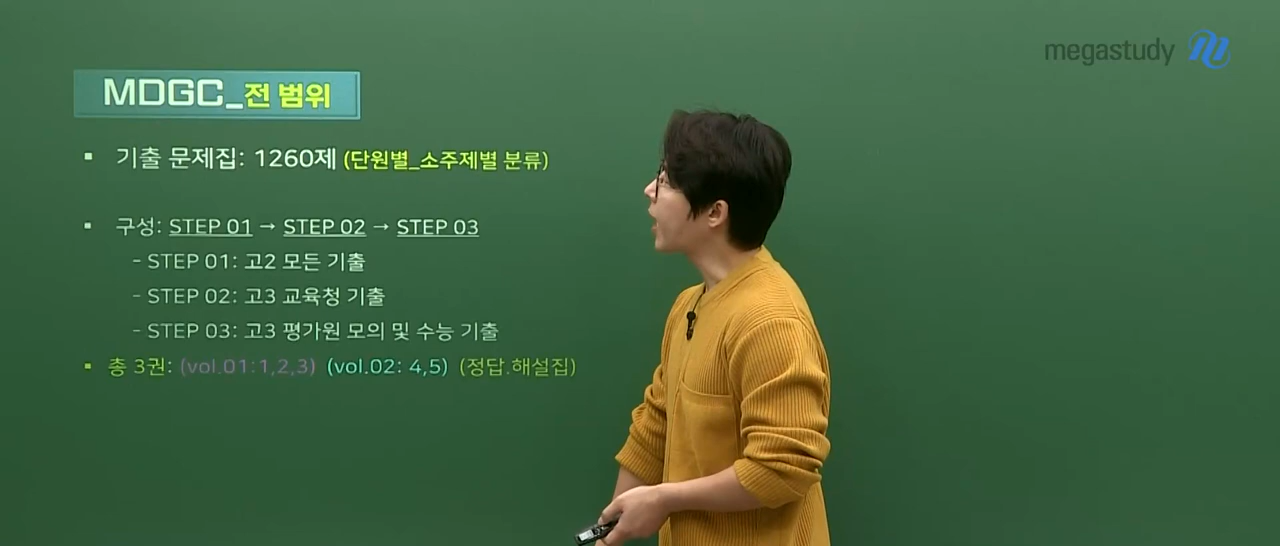 megastudy
MDGC_전 범위
▪ 기출 문제집: 1260제 (단원별_소주제별 분류)
▪ 구성: STEP 01 → STEP 02 → STEP 03
- STEP 01: 고2 모든 기출
- STEP 02: 고3 교육청 기출
- STEP 03: 고3 평가원 모의 및 수능 기출
▪ 총 3권: (vol.01:1,2,3) (vol.02: 4,5) (정답.해설집)